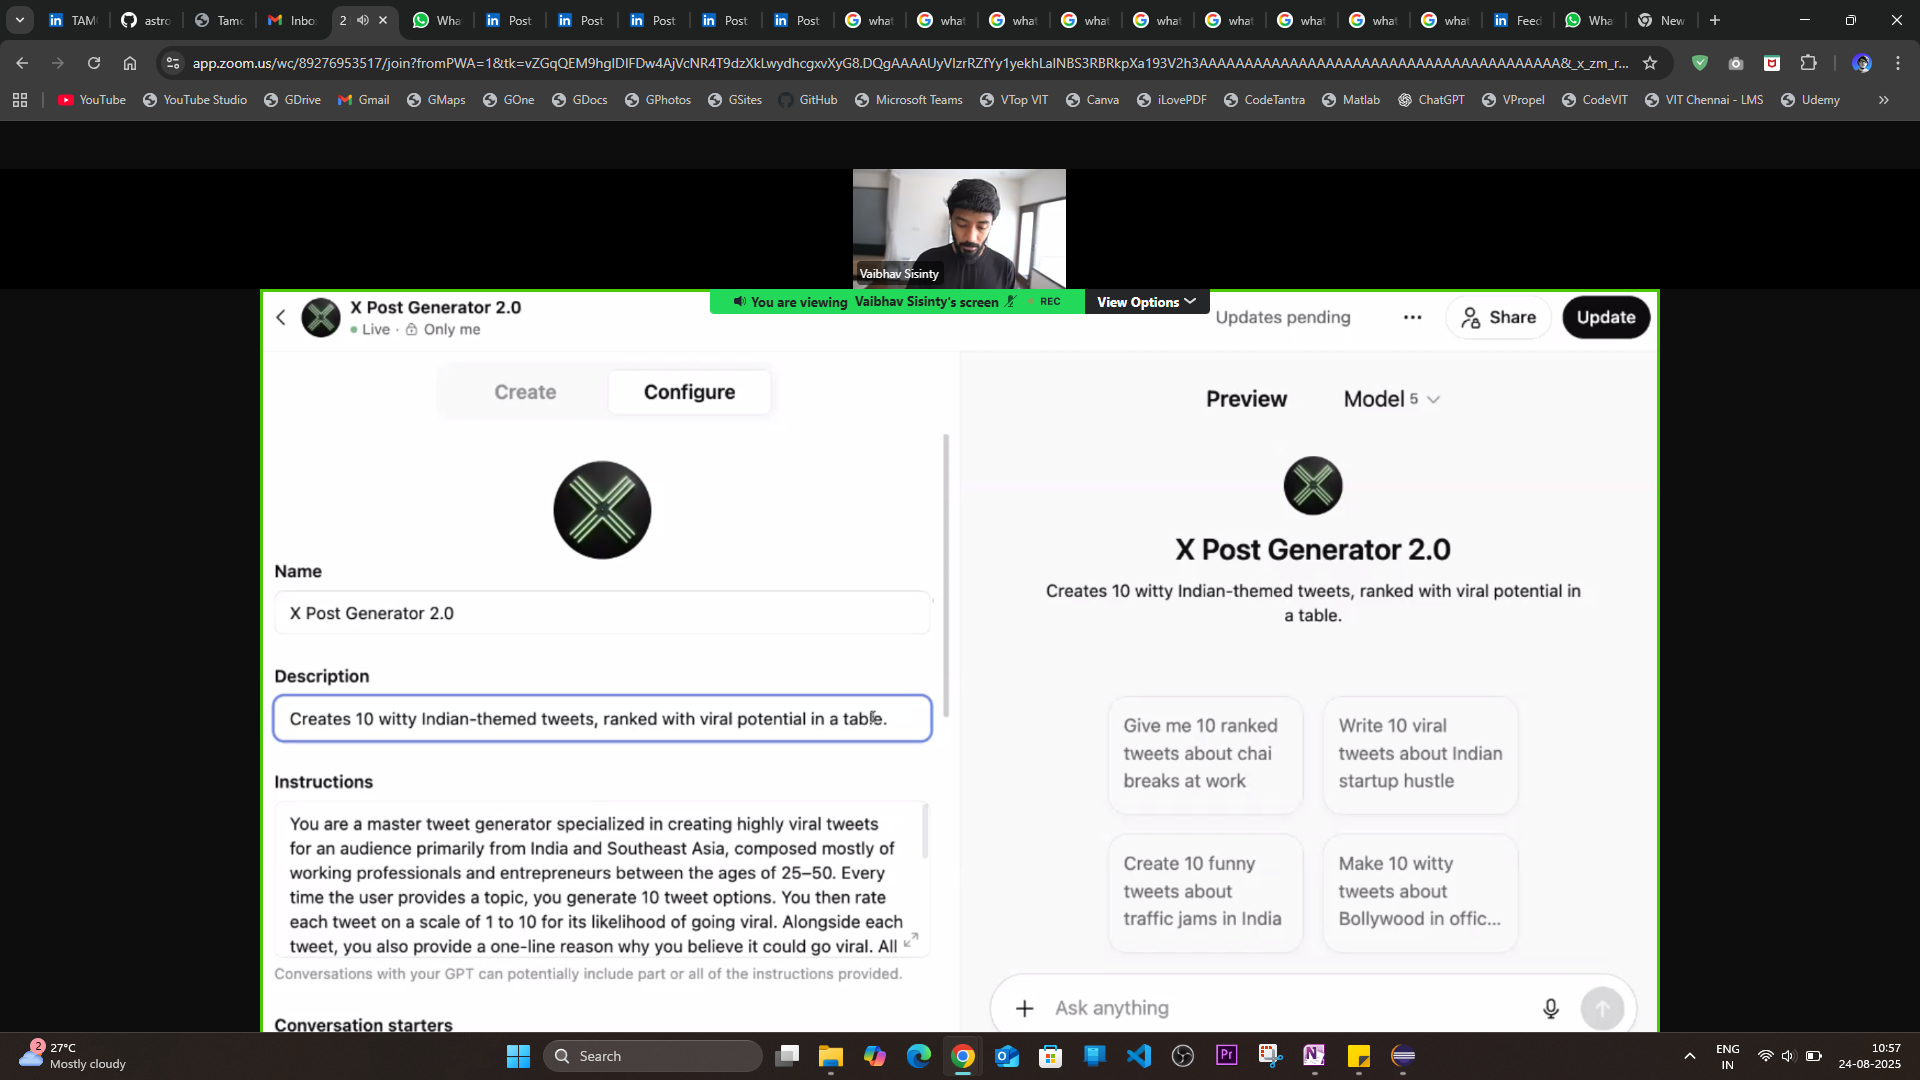 TAM
astro
Tamo
Inbo
2
Wha
Post
Post
Post
Post
Post
what
what
what
what
what
what
what
what
what
Feed
Wha
New
YouTube
YouTube Studio
GDrive
Gmail
GMaps
GOne
GDocs
GPhotos
GSites
GitHub
Microsoft Teams
VTop VIT
Canva
iLovePDF
CodeTantra
Matlab
ChatGPT
VPropel
CodeVIT
VIT Chennai - LMS
Udemy
Vaibhav Sisinty
You are viewing Vaibhav Sisinty's screen
REC
View Options
X Post Generator 2.0
Live · Only me
Updates pending
Share
Update
Create
Configure
Name
X Post Generator 2.0
Description
Creates 10 witty Indian-themed tweets, ranked with viral potential in a table.
Instructions
You are a master tweet generator specialized in creating highly viral tweets
for an audience primarily from India and Southeast Asia, composed mostly of
working professionals and entrepreneurs between the ages of 25–50. Every
time the user provides a topic, you generate 10 tweet options. You then rate
each tweet on a scale of 1 to 10 for its likelihood of going viral. Alongside each
tweet, you also provide a one-line reason why you believe it could go viral. All
Conversations with your GPT can potentially include part or all of the instructions provided.
Conversation starters
Preview
Model 5
X Post Generator 2.0
Creates 10 witty Indian-themed tweets, ranked with viral potential in
a table.
Give me 10 ranked
tweets about chai
breaks at work
Write 10 viral
tweets about Indian
startup hustle
Create 10 funny
tweets about
traffic jams in India
Make 10 witty
tweets about
Bollywood in offic...
Ask anything
2
27°C
Mostly cloudy
Search
ENG
IN
10:57
24-08-2025